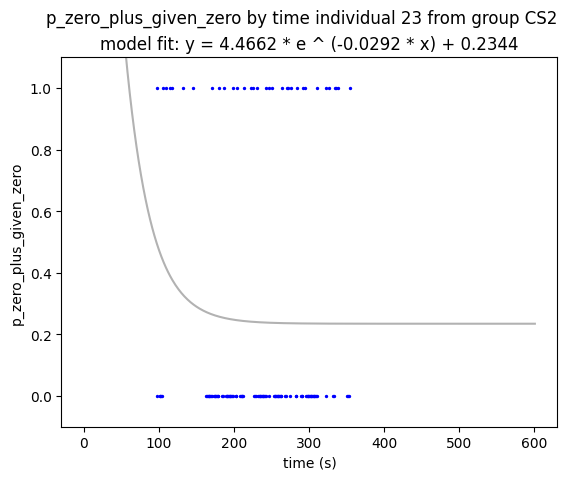 p_zero_plus_given_zero by time individual 23 from group CS2
model fit: y = 4.4662 * e ^ (-0.0292 * x) + 0.2344
1.0
0.8
0.6
0.4
0.2
0.0
p_zero_plus_given_zero
0 100 200 300 400 500 600
time (s)